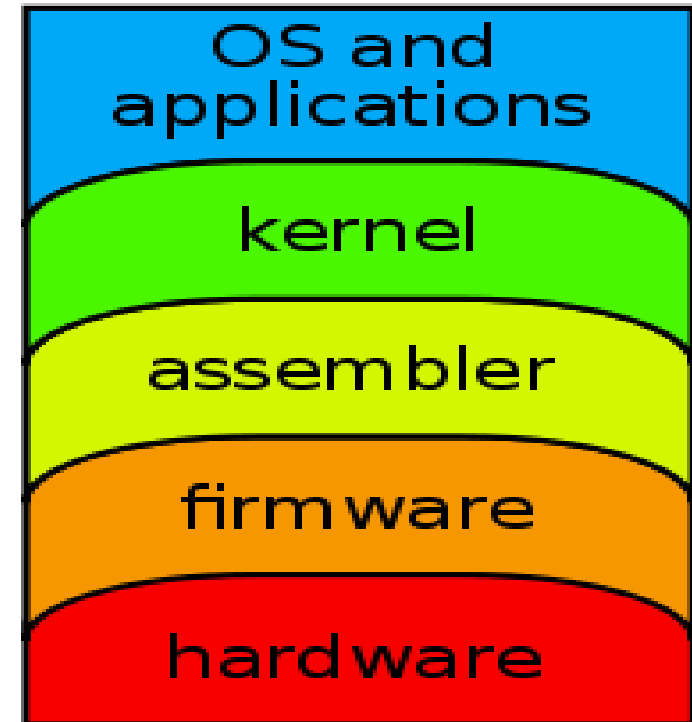 OS and
applications
kernel
assembler
firmware
hardware